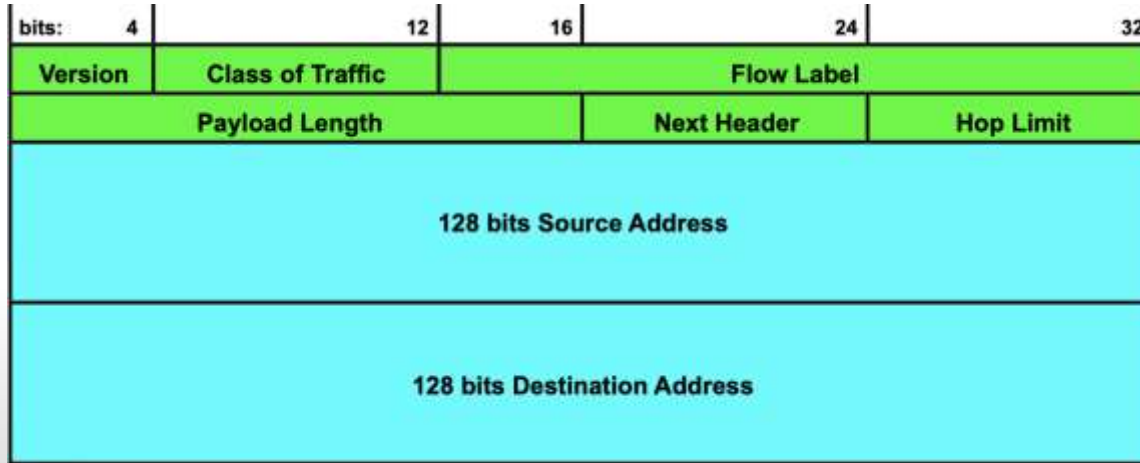 bits: 4 12 16 24 32
Version Class of Traffic Flow Label
Payload Length Next Header Hop Limit
128 bits Source Address
128 bits Destination Address